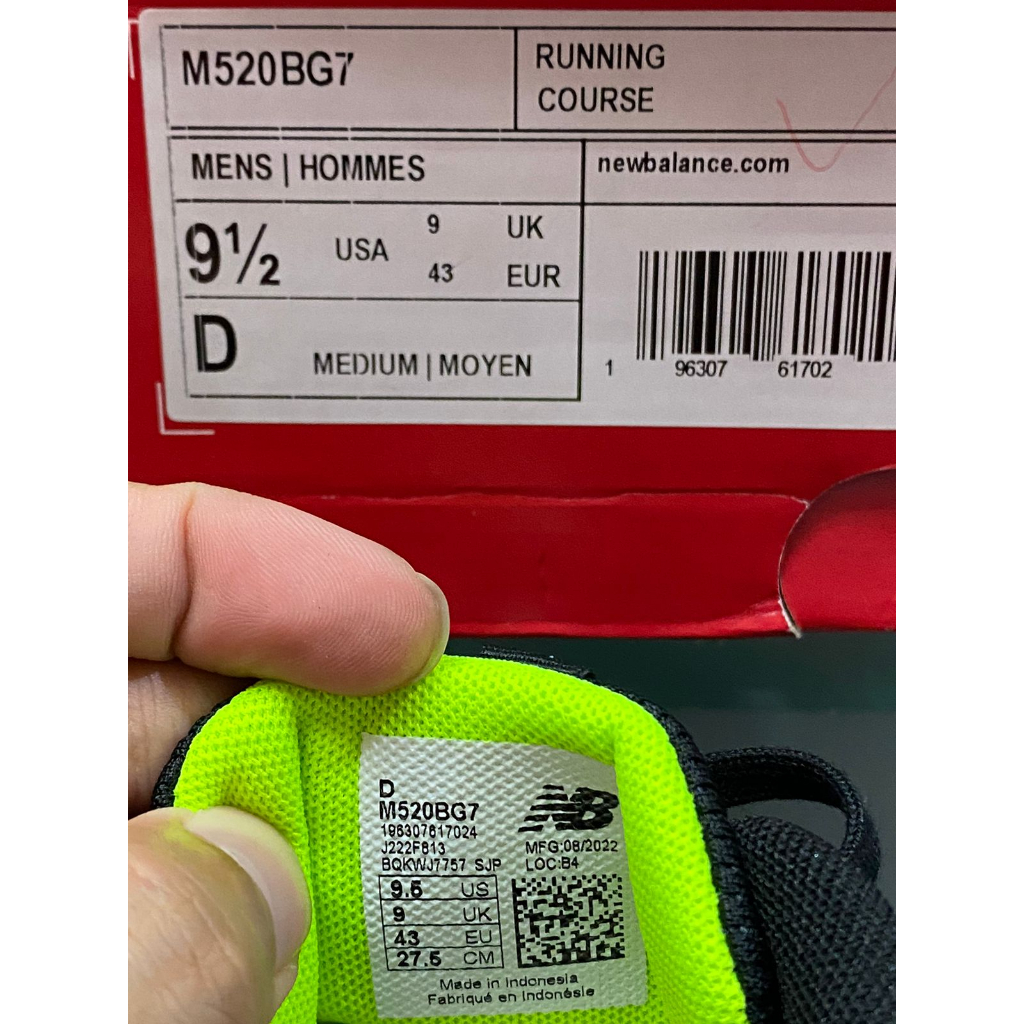 M520BG7
RUNNING
COURSE
MENS | HOMMES
newbalance.com
9½ USA 9 UK
43 EUR
D MEDIUM | MOYEN
1 96307 61702
D
M520BG7
196307617024
J222F813
BQKWJ7757 SJP
NB
MFG:08/2022
LOC:B4
9.5 US
9 UK
43 EU
27.5 CM
Made in Indonesia
Fabriqué en Indonésie